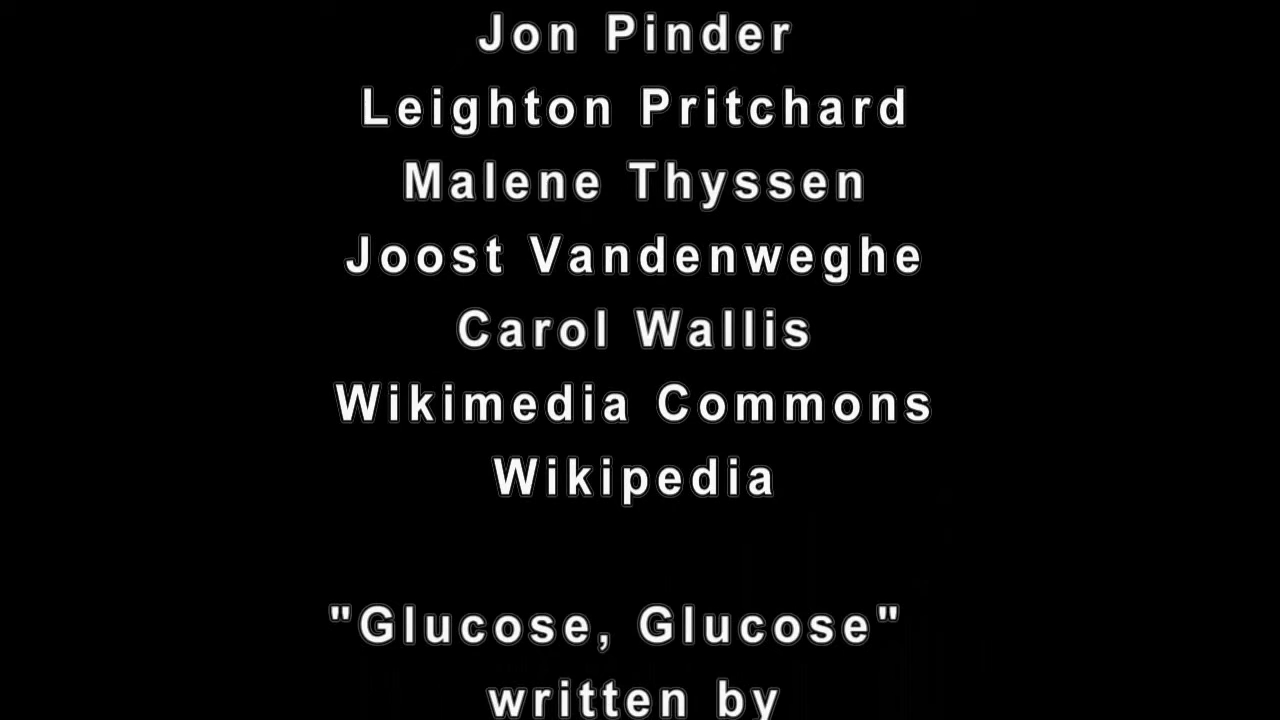 Jon Pinder
Leighton Pritchard
Malene Thyssen
Joost Vandenweghe
Carol Wallis
Wikimedia Commons
Wikipedia
"Glucose, Glucose"
written by